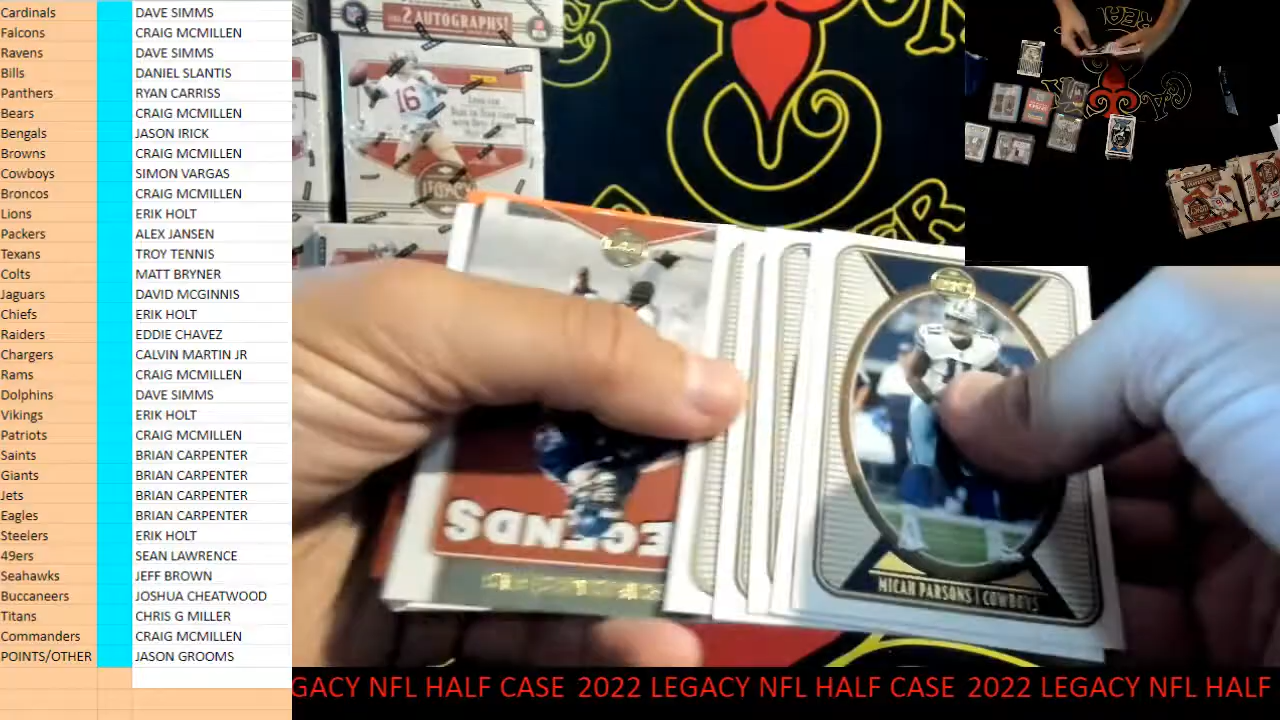 Cardinals DAVE SIMMS
Falcons CRAIG MCMILLEN
Ravens DAVE SIMMS
Bills DANIEL SLANTIS
Panthers RYAN CARRISS
Bears CRAIG MCMILLEN
Bengals JASON IRICK
Browns CRAIG MCMILLEN
Cowboys SIMON VARGAS
Broncos CRAIG MCMILLEN
Lions ERIK HOLT
Packers ALEX JANSEN
Texans TROY TENNIS
Colts MATT BRYNER
Jaguars DAVID MCGINNIS
Chiefs ERIK HOLT
Raiders EDDIE CHAVEZ
Chargers CALVIN MARTIN JR
Rams CRAIG MCMILLEN
Dolphins DAVE SIMMS
Vikings ERIK HOLT
Patriots CRAIG MCMILLEN
Saints BRIAN CARPENTER
Giants BRIAN CARPENTER
Jets BRIAN CARPENTER
Eagles BRIAN CARPENTER
Steelers ERIK HOLT
49ers SEAN LAWRENCE
Seahawks JEFF BROWN
Buccaneers JOSHUA CHEATWOOD
Titans CHRIS G MILLER
Commanders CRAIG MCMILLEN
POINTS/OTHER JASON GROOMS
2 AUTOGRAPHS!
16
LEGACY
EGENDS
11
MICAH PARSONS | COWBOYS
GACY NFL HALF CASE 2022 LEGACY NFL HALF CASE 2022 LEGACY NFL HALF